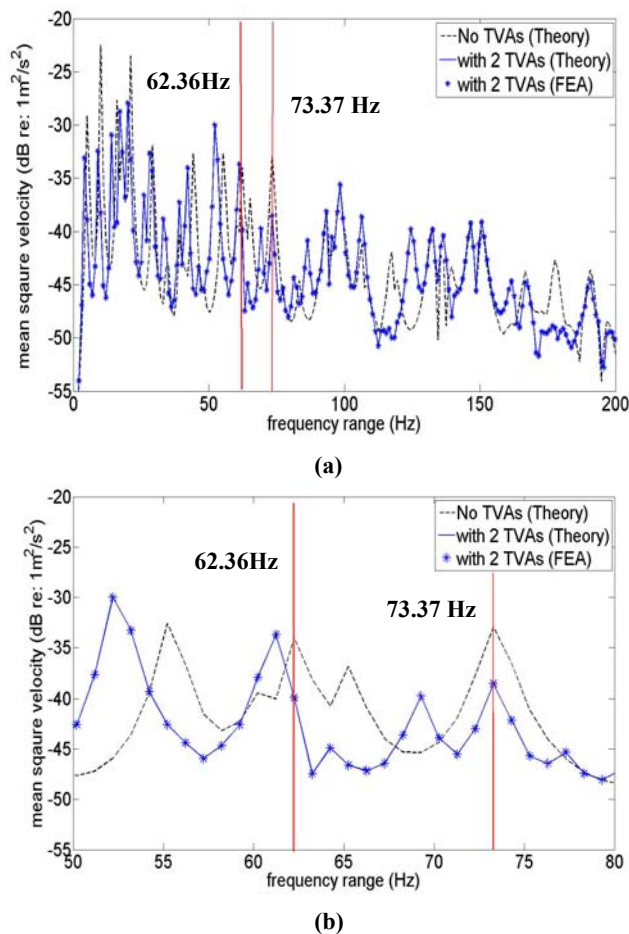 -20
-25
-30
-35
-40
-45
-50
-55
mean sqaure velocity (dB re: 1m²/s²)
No TVAs (Theory)
with 2 TVAs (Theory)
with 2 TVAs (FEA)
62.36Hz
73.37 Hz
0 50 100 150 200
frequency range (Hz)
(a)
-20
-25
-30
-35
-40
-45
-50
-55
mean sqaure velocity (dB re: 1m²/s²)
No TVAs (Theory)
with 2 TVAs (Theory)
with 2 TVAs (FEA)
62.36Hz
73.37 Hz
50 55 60 65 70 75 80
frequency range (Hz)
(b)